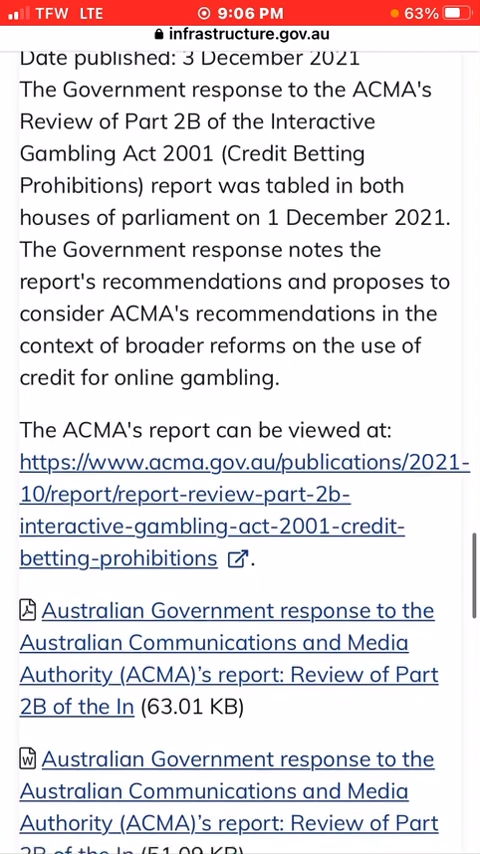 TFW LTE 9:06 PM 63%
infrastructure.gov.au
Date published: 3 December 2021
The Government response to the ACMA's
Review of Part 2B of the Interactive
Gambling Act 2001 (Credit Betting
Prohibitions) report was tabled in both
houses of parliament on 1 December 2021.
The Government response notes the
report's recommendations and proposes to
consider ACMA's recommendations in the
context of broader reforms on the use of
credit for online gambling.
The ACMA's report can be viewed at:
https://www.acma.gov.au/publications/2021-
10/report/report-review-part-2b-
interactive-gambling-act-2001-credit-
betting-prohibitions .
Australian Government response to the
Australian Communications and Media
Authority (ACMA)’s report: Review of Part
2B of the In (63.01 KB)
Australian Government response to the
Australian Communications and Media
Authority (ACMA)’s report: Review of Part
2B of the In (51.09 KB)